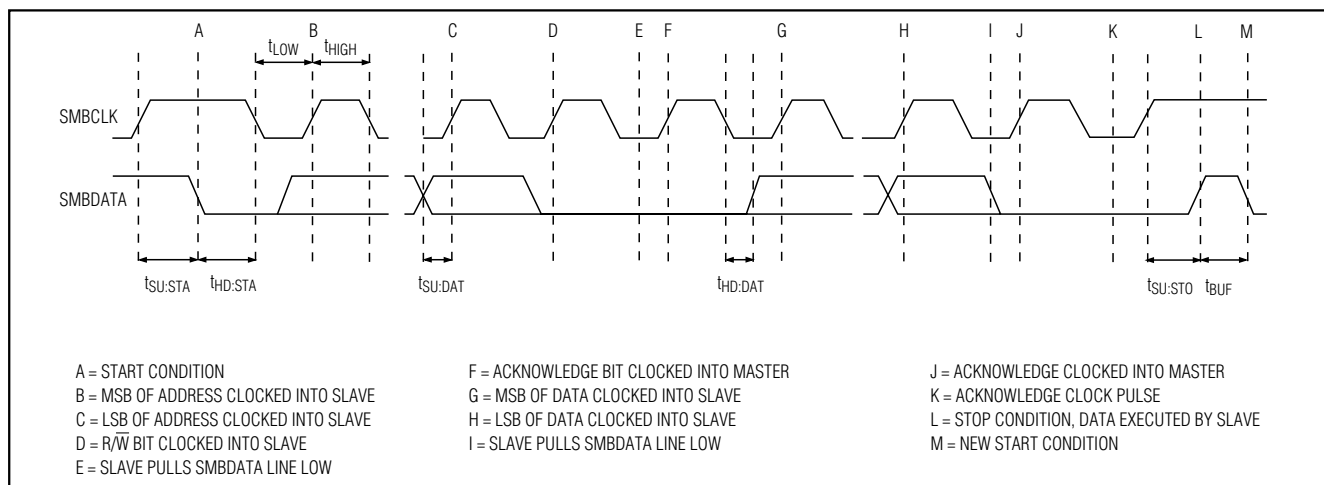 A B C D E F G H I J K L M
tLOW tHIGH
SMBCLK
SMBDATA
tSU:STA tHD:STA tSU:DAT tHD:DAT tSU:STO tBUF
A = START CONDITION
B = MSB OF ADDRESS CLOCKED INTO SLAVE
C = LSB OF ADDRESS CLOCKED INTO SLAVE
D = R/W̅ BIT CLOCKED INTO SLAVE
E = SLAVE PULLS SMBDATA LINE LOW
F = ACKNOWLEDGE BIT CLOCKED INTO MASTER
G = MSB OF DATA CLOCKED INTO SLAVE
H = LSB OF DATA CLOCKED INTO SLAVE
I = SLAVE PULLS SMBDATA LINE LOW
J = ACKNOWLEDGE CLOCKED INTO MASTER
K = ACKNOWLEDGE CLOCK PULSE
L = STOP CONDITION, DATA EXECUTED BY SLAVE
M = NEW START CONDITION